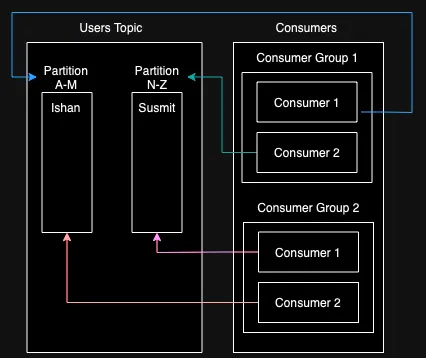 Users Topic
Consumers
Partition
A-M
Ishan
Partition
N-Z
Susmit
Consumer Group 1
Consumer 1
Consumer 2
Consumer Group 2
Consumer 1
Consumer 2